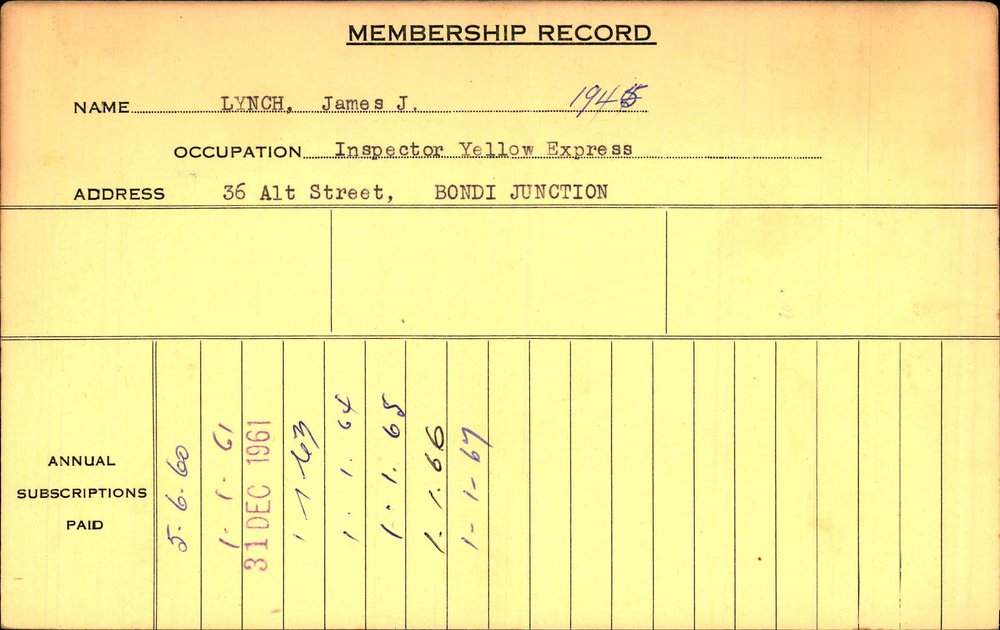 MEMBERSHIP RECORD
NAME LYNCH, James J. 1945
OCCUPATION Inspector Yellow Express
ADDRESS 36 Alt Street, BONDI JUNCTION
ANNUAL
SUBSCRIPTIONS
PAID
5-6-60
1-1-61
31 DEC 1961
1-1-63
1.1.64
1.1.65
1.1.66
1-1-67